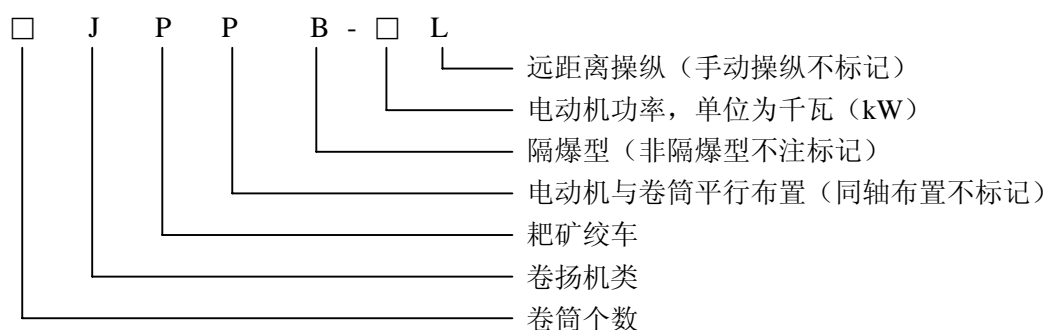 □ J P P B - □ L
远距离操纵（手动操纵不标记）
电动机功率，单位为千瓦（kW）
隔爆型（非隔爆型不注标记）
电动机与卷筒平行布置（同轴布置不标记）
耙矿绞车
卷扬机类
卷筒个数